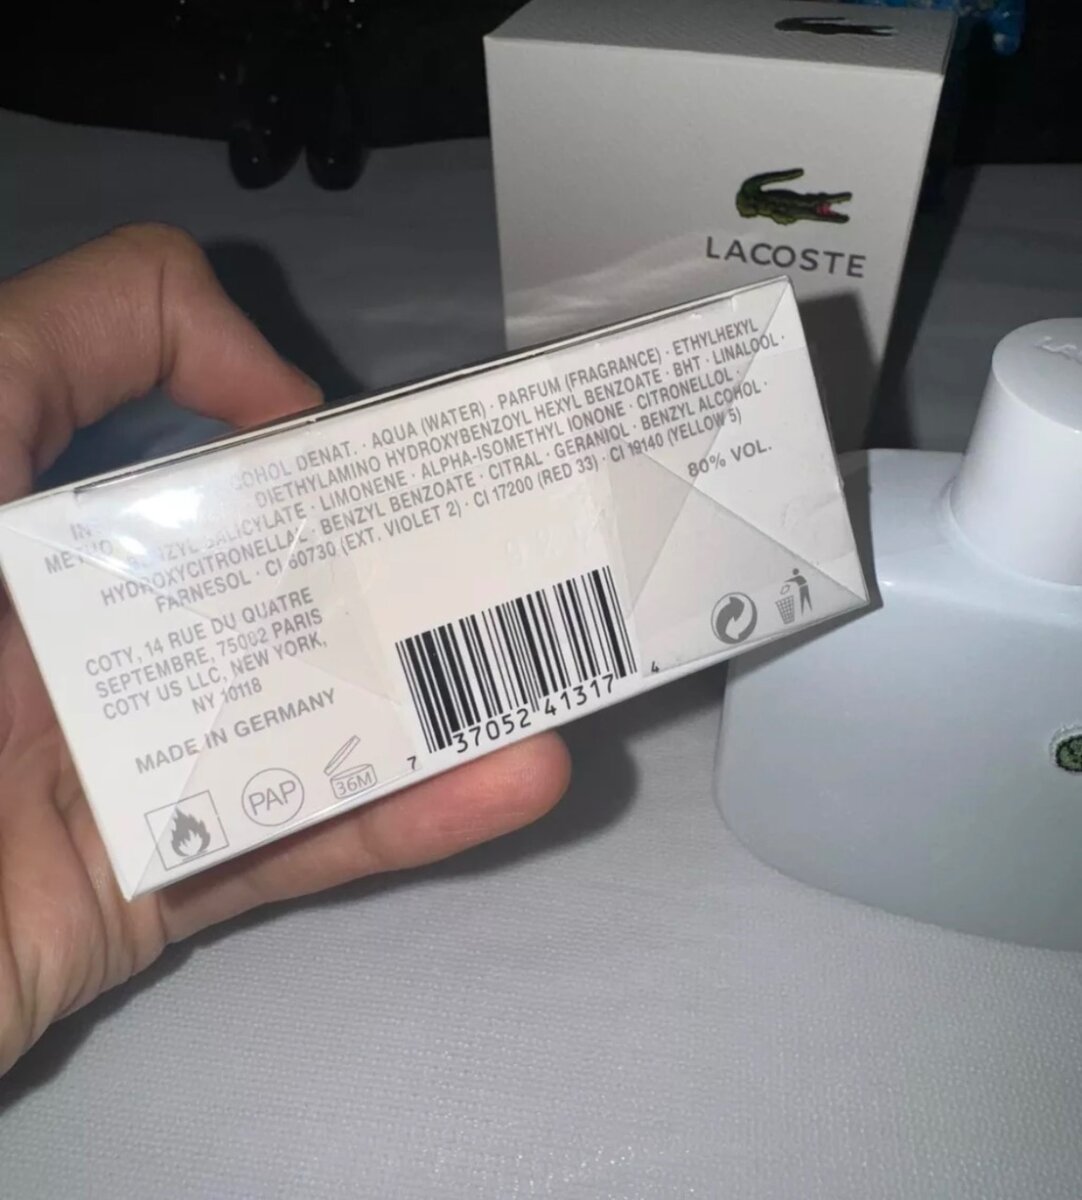 LACOSTE
COHOL DENAT. · AQUA (WATER) · PARFUM (FRAGRANCE) · ETHYLHEXYL
DIETHYLAMINO HYDROXYBENZOYL HEXYL BENZOATE · BHT · LINALOOL ·
SALICYLATE · LIMONENE · ALPHA-ISOMETHYL IONONE · CITRONELLOL ·
HYDROXYCITRONELLAL · BENZYL BENZOATE · CITRAL · GERANIOL · BENZYL ALCOHOL ·
FARNESOL · CI 60730 (EXT. VIOLET 2) · CI 17200 (RED 33) · CI 19140 (YELLOW 5)
80% VOL.
COTY, 14 RUE DU QUATRE
SEPTEMBRE, 75002 PARIS
COTY US LLC, NEW YORK,
NY 10118
MADE IN GERMANY
PAP
36M
7 37052 41317 4